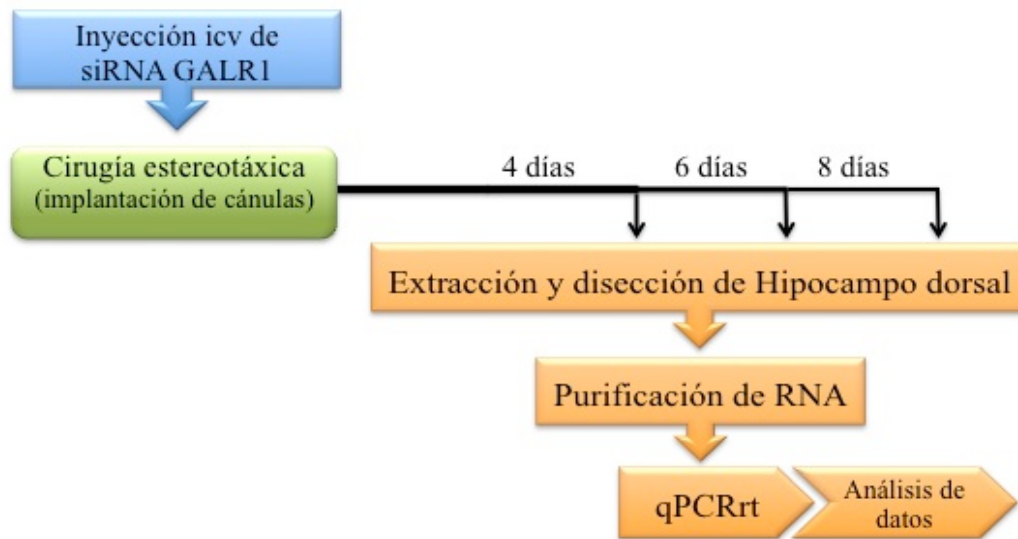 Inyección icv de
siRNA GALR1
Cirugía estereotáxica
(implantación de cánulas)
4 días
6 días
8 días
Extracción y disección de Hipocampo dorsal
Purificación de RNA
qPCRrt
Análisis de
datos